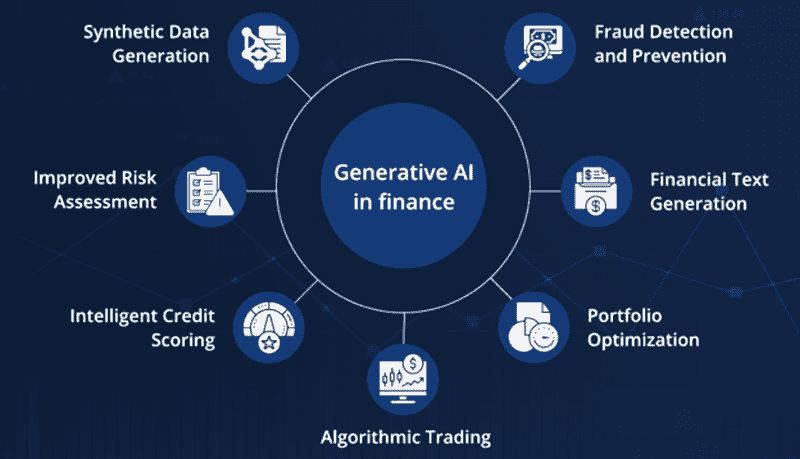 Synthetic Data
Generation
Fraud Detection
and Prevention
Generative AI
in finance
Improved Risk
Assessment
Financial Text
Generation
Intelligent Credit
Scoring
Portfolio
Optimization
Algorithmic Trading